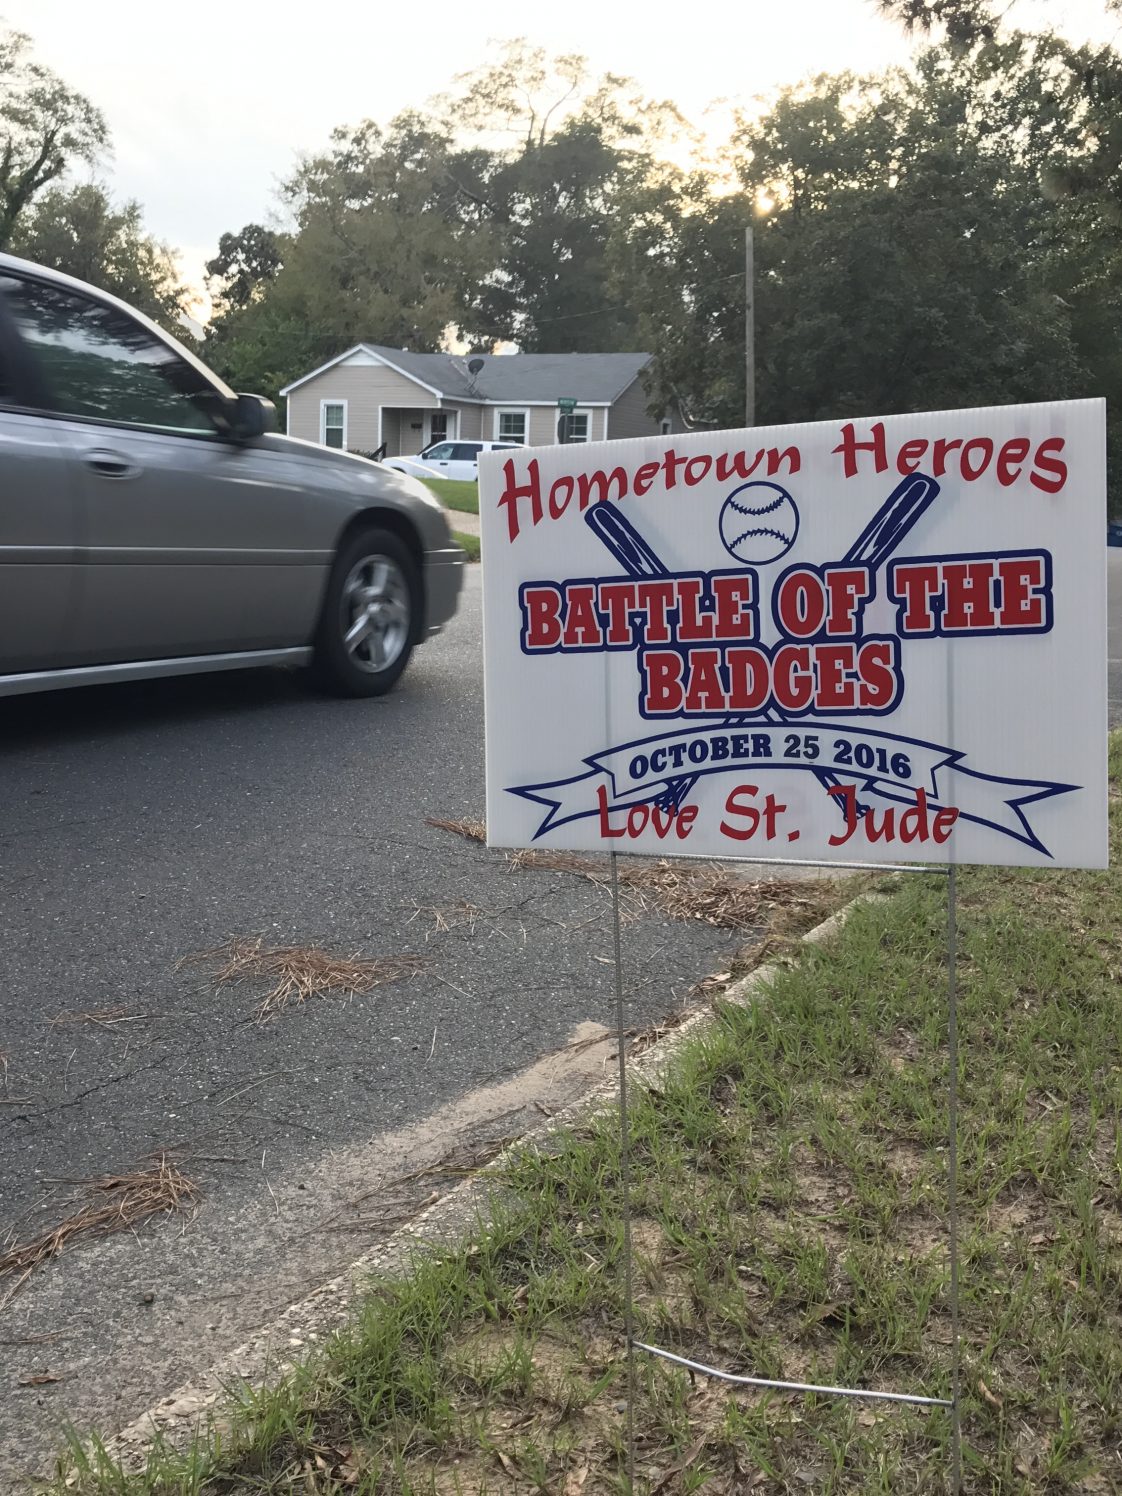 Hometown Heroes
BATTLE OF THE
BADGES
OCTOBER 25 2016
Love St. Jude